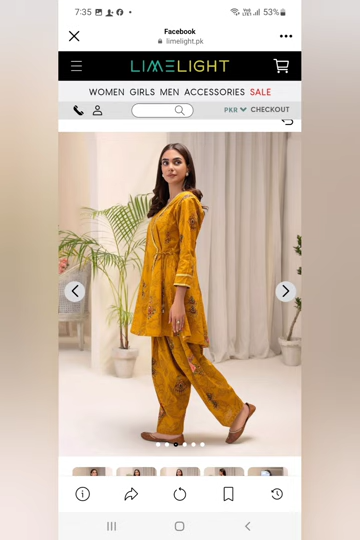 7:35
53%
Facebook
limelight.pk
LIMELIGHT
WOMEN GIRLS MEN ACCESSORIES SALE
PKR CHECKOUT